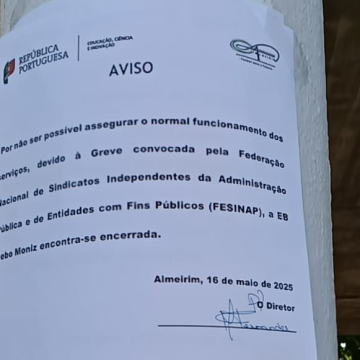 REPÚBLICA
PORTUGUESA
EDUCAÇÃO, CIÊNCIA
E INOVAÇÃO
AVISO
Por não ser possível assegurar o normal funcionamento dos
serviços, devido à Greve convocada pela Federação
Nacional de Sindicatos Independentes da Administração
Pública e de Entidades com Fins Públicos (FESINAP), a EB
ebo Moniz encontra-se encerrada.
Almeirim, 16 de maio de 2025
O Diretor